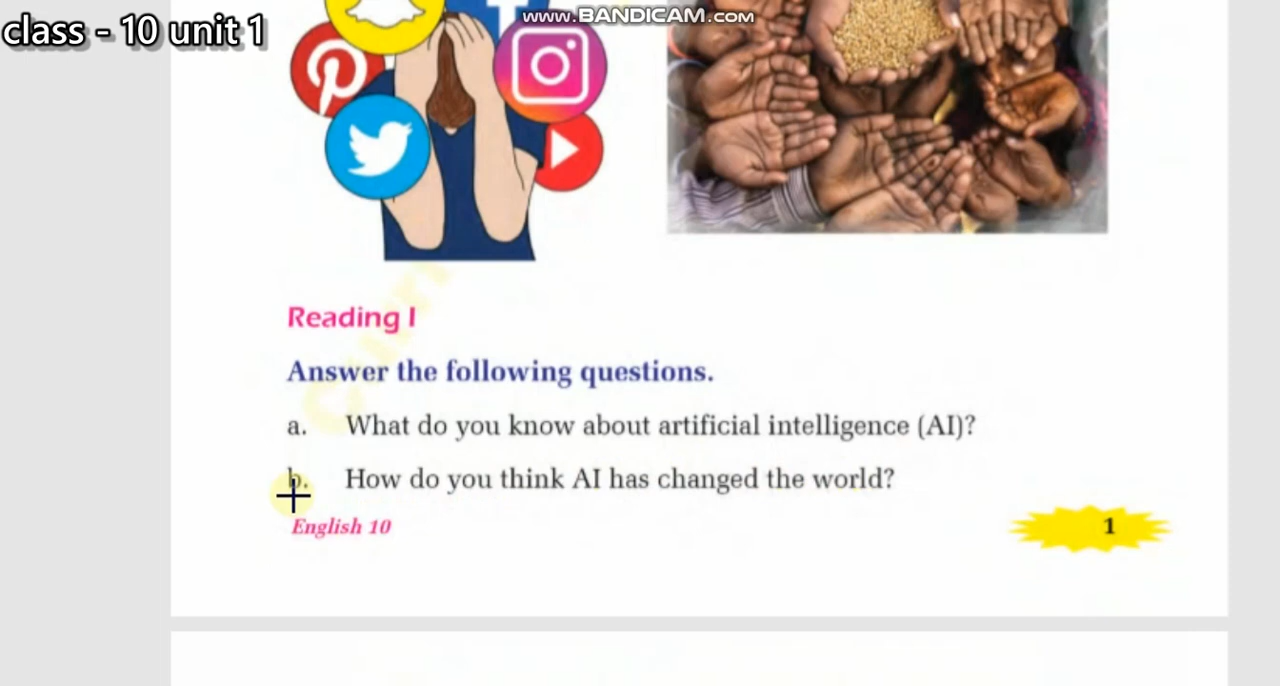 www.BANDICAM.com
class - 10 unit 1
Reading I
Answer the following questions.
a. What do you know about artificial intelligence (AI)?
b. How do you think AI has changed the world?
English 10
1